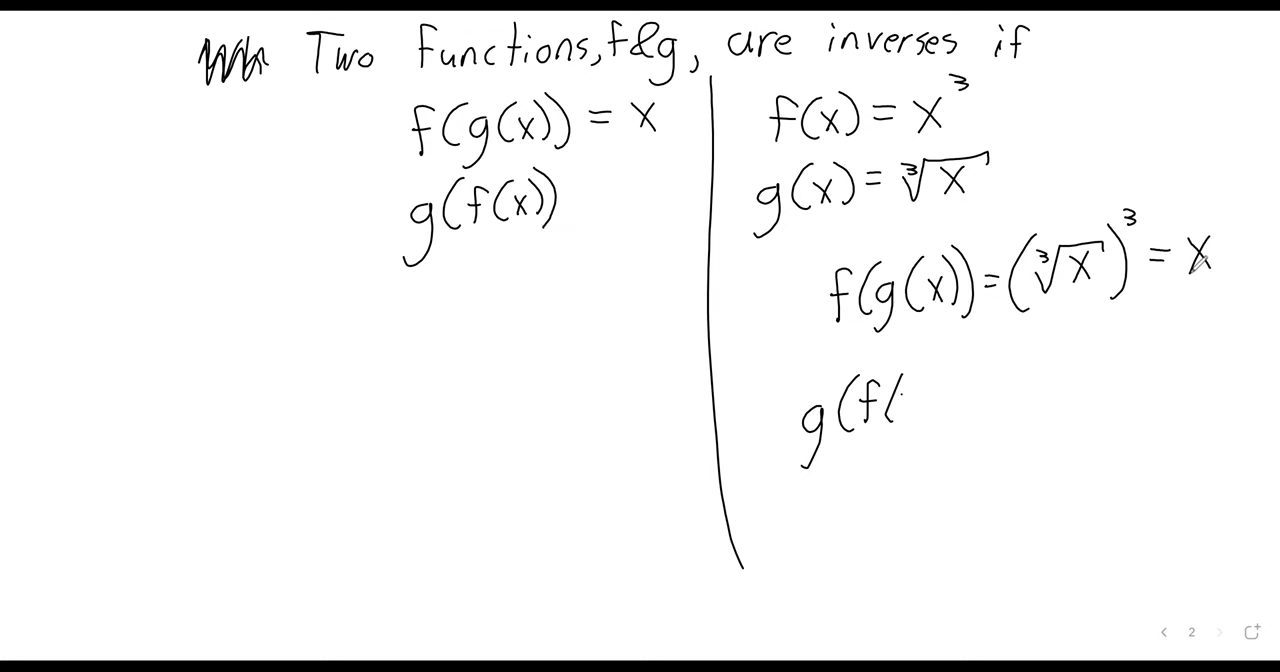 Two Functions, f&g, are inverses if
f(g(x)) = x
g(f(x))
f(x) = x³
g(x) = ∛x
f(g(x)) = (∛x)³ = x
g(f(
2